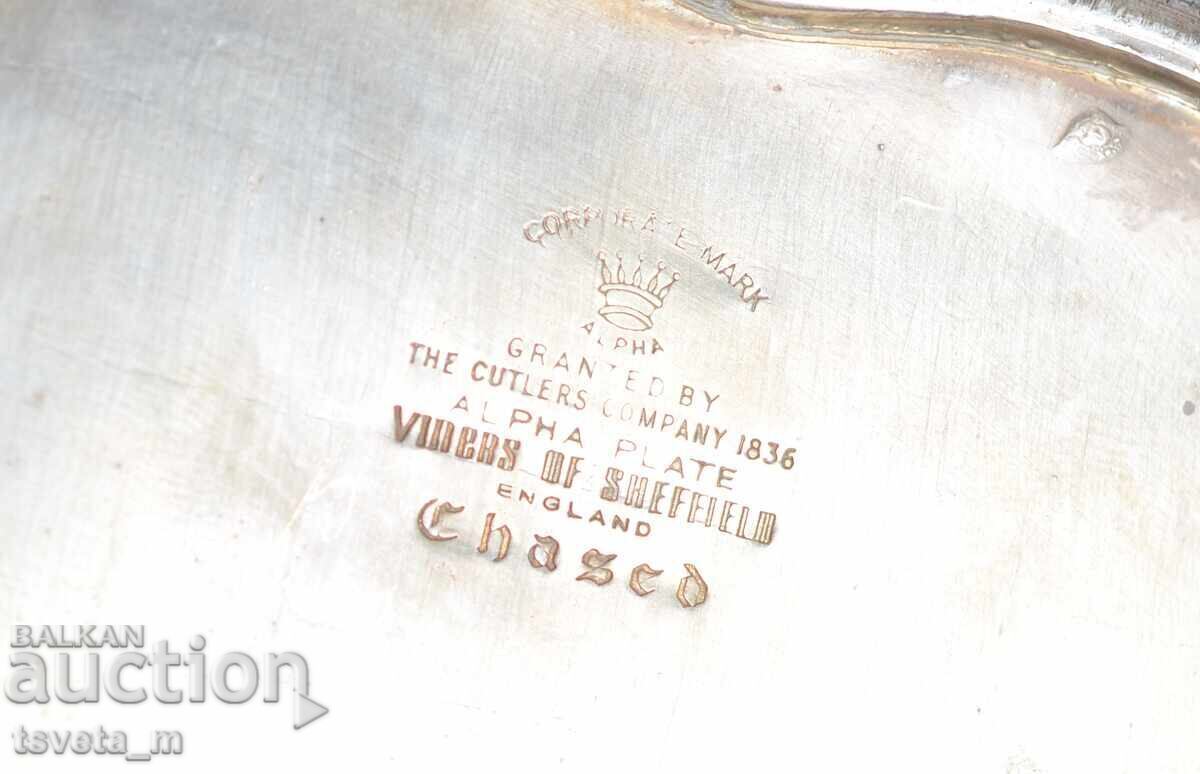 CORPORATE MARK
ALPHA
GRANTED BY
THE CUTLERS COMPANY 1836
ALPHA PLATE
VINERS OF SHEFFIELD
ENGLAND
Chased
BALKAN
auction
tsveta_m